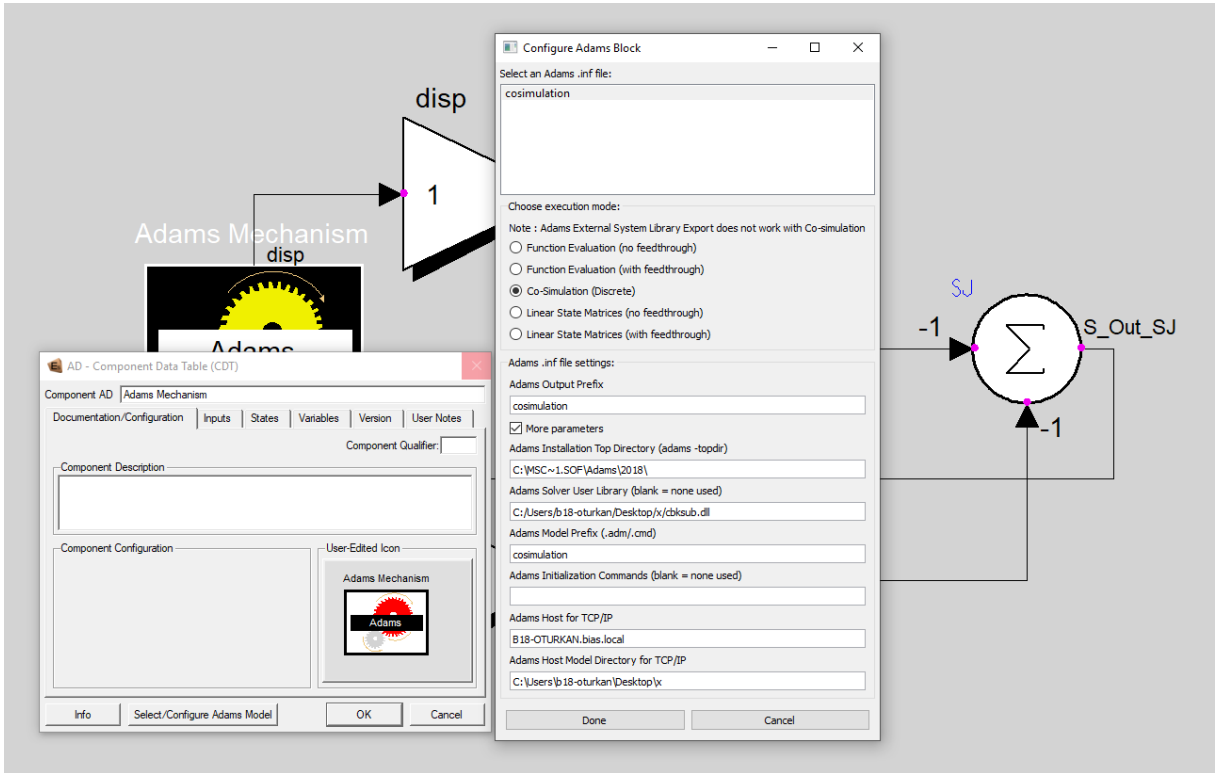 disp
1
Adams Mechanism
disp
Adams
SJ
-1
S_Out_SJ
-1
Configure Adams Block
Select an Adams .inf file:
cosimulation
Choose execution mode:
Note : Adams External System Library Export does not work with Co-simulation
Function Evaluation (no feedthrough)
Function Evaluation (with feedthrough)
Co-Simulation (Discrete)
Linear State Matrices (no feedthrough)
Linear State Matrices (with feedthrough)
Adams .inf file settings:
Adams Output Prefix
cosimulation
More parameters
Adams Installation Top Directory (adams -topdir)
C:\MSC~1.SOF\Adams\2018\
Adams Solver User Library (blank = none used)
C:/Users/b18-oturkan/Desktop/x/cbksub.dll
Adams Model Prefix (.adm/.cmd)
cosimulation
Adams Initialization Commands (blank = none used)
Adams Host for TCP/IP
B18-OTURKAN.bias.local
Adams Host Model Directory for TCP/IP
C:\Users\b18-oturkan\Desktop\x
Done Cancel
AD - Component Data Table (CDT)
Component AD Adams Mechanism
Documentation/Configuration Inputs States Variables Version User Notes
Component Qualifier:
Component Description
Component Configuration
User-Edited Icon
Adams Mechanism
Adams
Info Select/Configure Adams Model OK Cancel